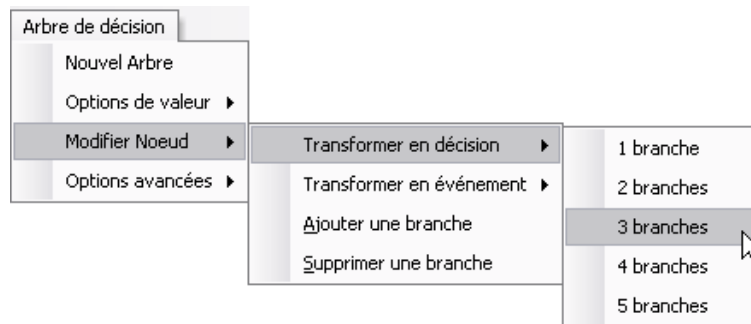 Arbre de décision
Nouvel Arbre
Options de valeur
Modifier Noeud
Options avancées
Transformer en décision
Transformer en événement
Ajouter une branche
Supprimer une branche
1 branche
2 branches
3 branches
4 branches
5 branches